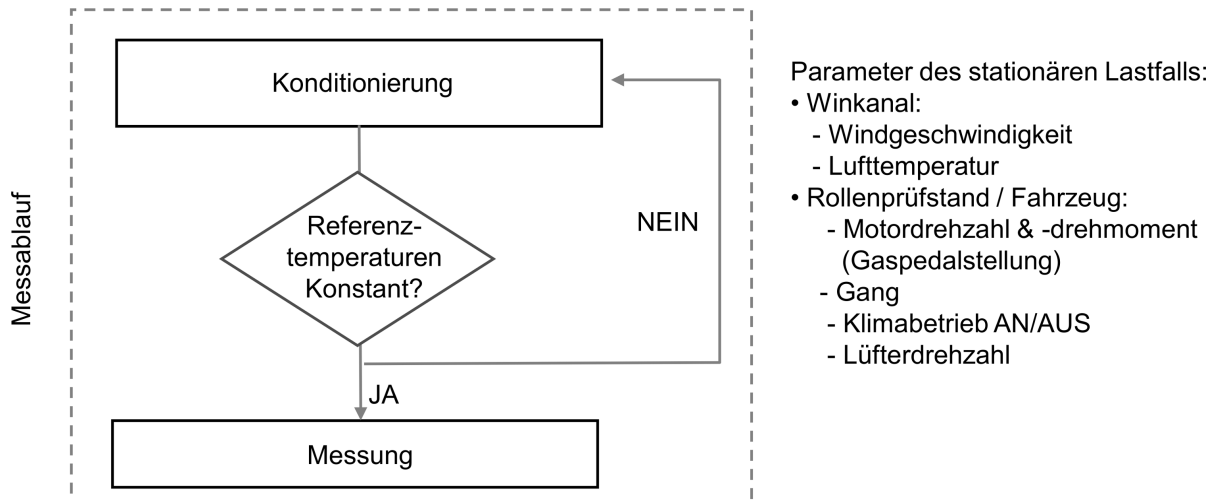 Messablauf
Konditionierung
Referenz-
temperaturen
Konstant?
NEIN
JA
Messung
Parameter des stationären Lastfalls:
• Winkanal:
- Windgeschwindigkeit
- Lufttemperatur
• Rollenprüfstand / Fahrzeug:
- Motordrehzahl & -drehmoment
(Gaspedalstellung)
- Gang
- Klimabetrieb AN/AUS
- Lüfterdrehzahl